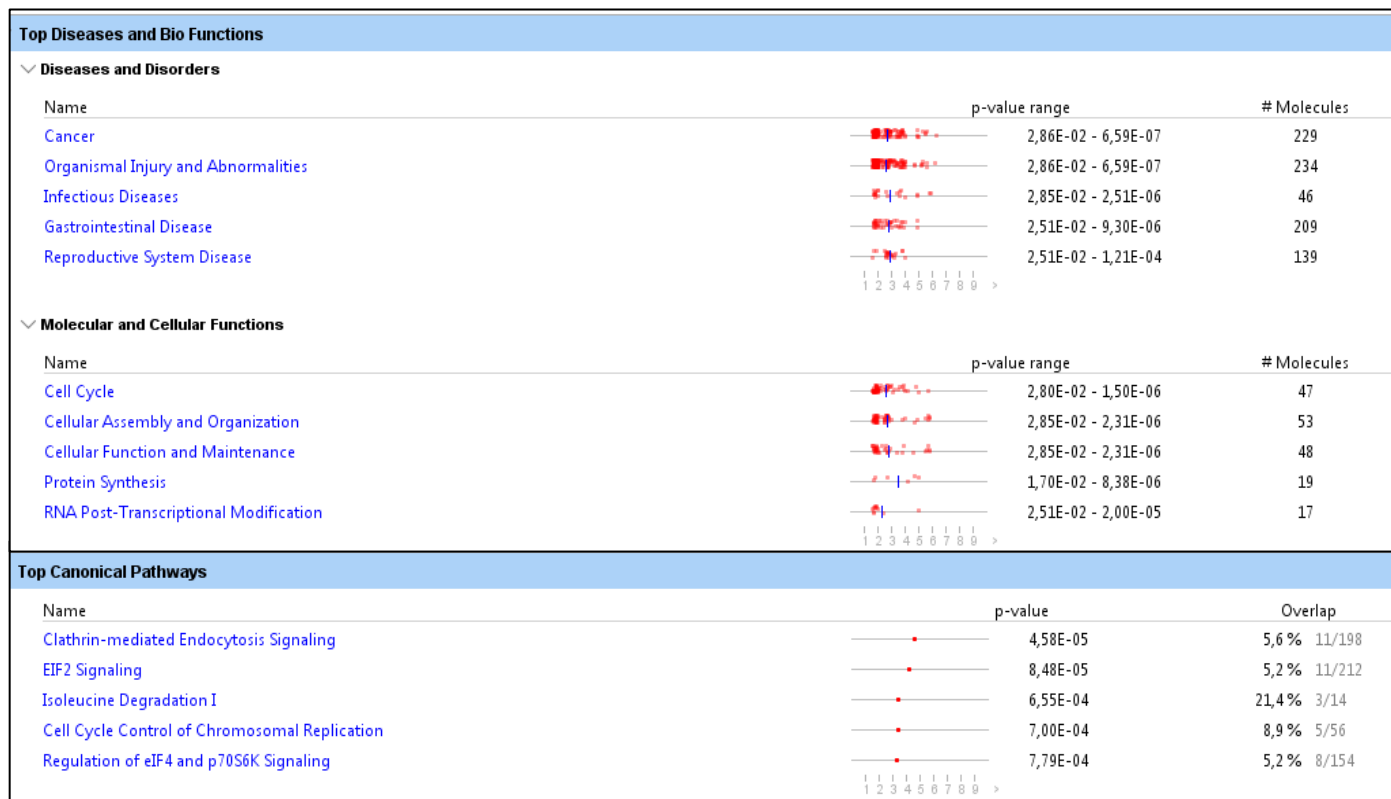 Top Diseases and Bio Functions
Diseases and Disorders
Name p-value range # Molecules
Cancer 2,86E-02 - 6,59E-07 229
Organismal Injury and Abnormalities 2,86E-02 - 6,59E-07 234
Infectious Diseases 2,85E-02 - 2,51E-06 46
Gastrointestinal Disease 2,51E-02 - 9,30E-06 209
Reproductive System Disease 2,51E-02 - 1,21E-04 139
1 2 3 4 5 6 7 8 9 >
Molecular and Cellular Functions
Name p-value range # Molecules
Cell Cycle 2,80E-02 - 1,50E-06 47
Cellular Assembly and Organization 2,85E-02 - 2,31E-06 53
Cellular Function and Maintenance 2,85E-02 - 2,31E-06 48
Protein Synthesis 1,70E-02 - 8,38E-06 19
RNA Post-Transcriptional Modification 2,51E-02 - 2,00E-05 17
1 2 3 4 5 6 7 8 9 >
Top Canonical Pathways
Name p-value Overlap
Clathrin-mediated Endocytosis Signaling 4,58E-05 5,6 % 11/198
EIF2 Signaling 8,48E-05 5,2 % 11/212
Isoleucine Degradation I 6,55E-04 21,4 % 3/14
Cell Cycle Control of Chromosomal Replication 7,00E-04 8,9 % 5/56
Regulation of eIF4 and p70S6K Signaling 7,79E-04 5,2 % 8/154
1 2 3 4 5 6 7 8 9 >